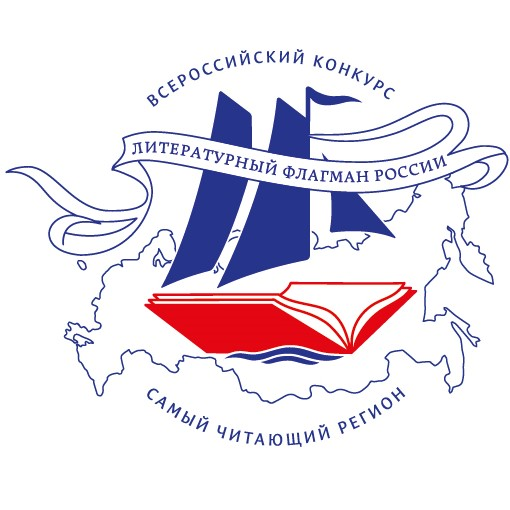 ВСЕРОССИЙСКИЙ КОНКУРС
ЛИТЕРАТУРНЫЙ ФЛАГМАН РОССИИ
САМЫЙ ЧИТАЮЩИЙ РЕГИОН